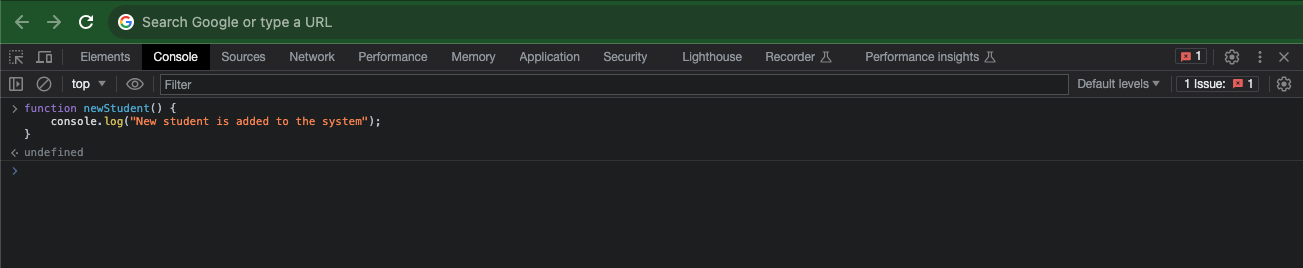 Search Google or type a URL
Elements Console Sources Network Performance Memory Application Security Lighthouse Recorder Performance insights 1
top Filter Default levels 1 Issue: 1
function newStudent() {
    console.log("New student is added to the system");
}
undefined